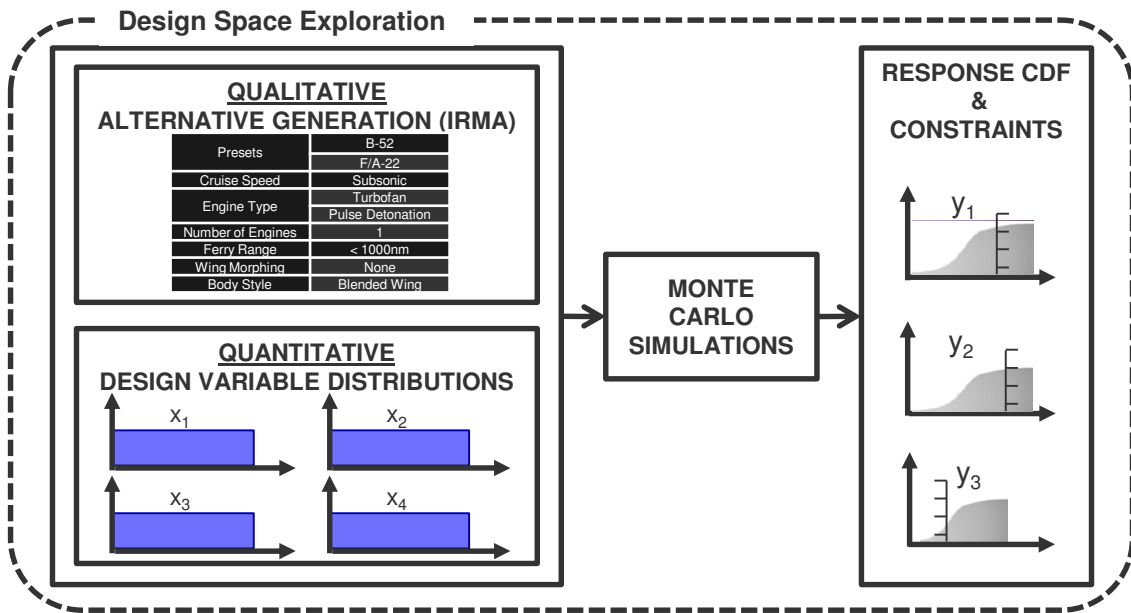 Design Space Exploration
QUALITATIVE
ALTERNATIVE GENERATION (IRMA)
Presets
B-52
F/A-22
Cruise Speed Subsonic
Engine Type
Turbofan
Pulse Detonation
Number of Engines 1
Ferry Range < 1000nm
Wing Morphing None
Body Style Blended Wing
QUANTITATIVE
DESIGN VARIABLE DISTRIBUTIONS
x₁ x₂
x₃ x₄
MONTE
CARLO
SIMULATIONS
RESPONSE CDF
&
CONSTRAINTS
y₁
y₂
y₃